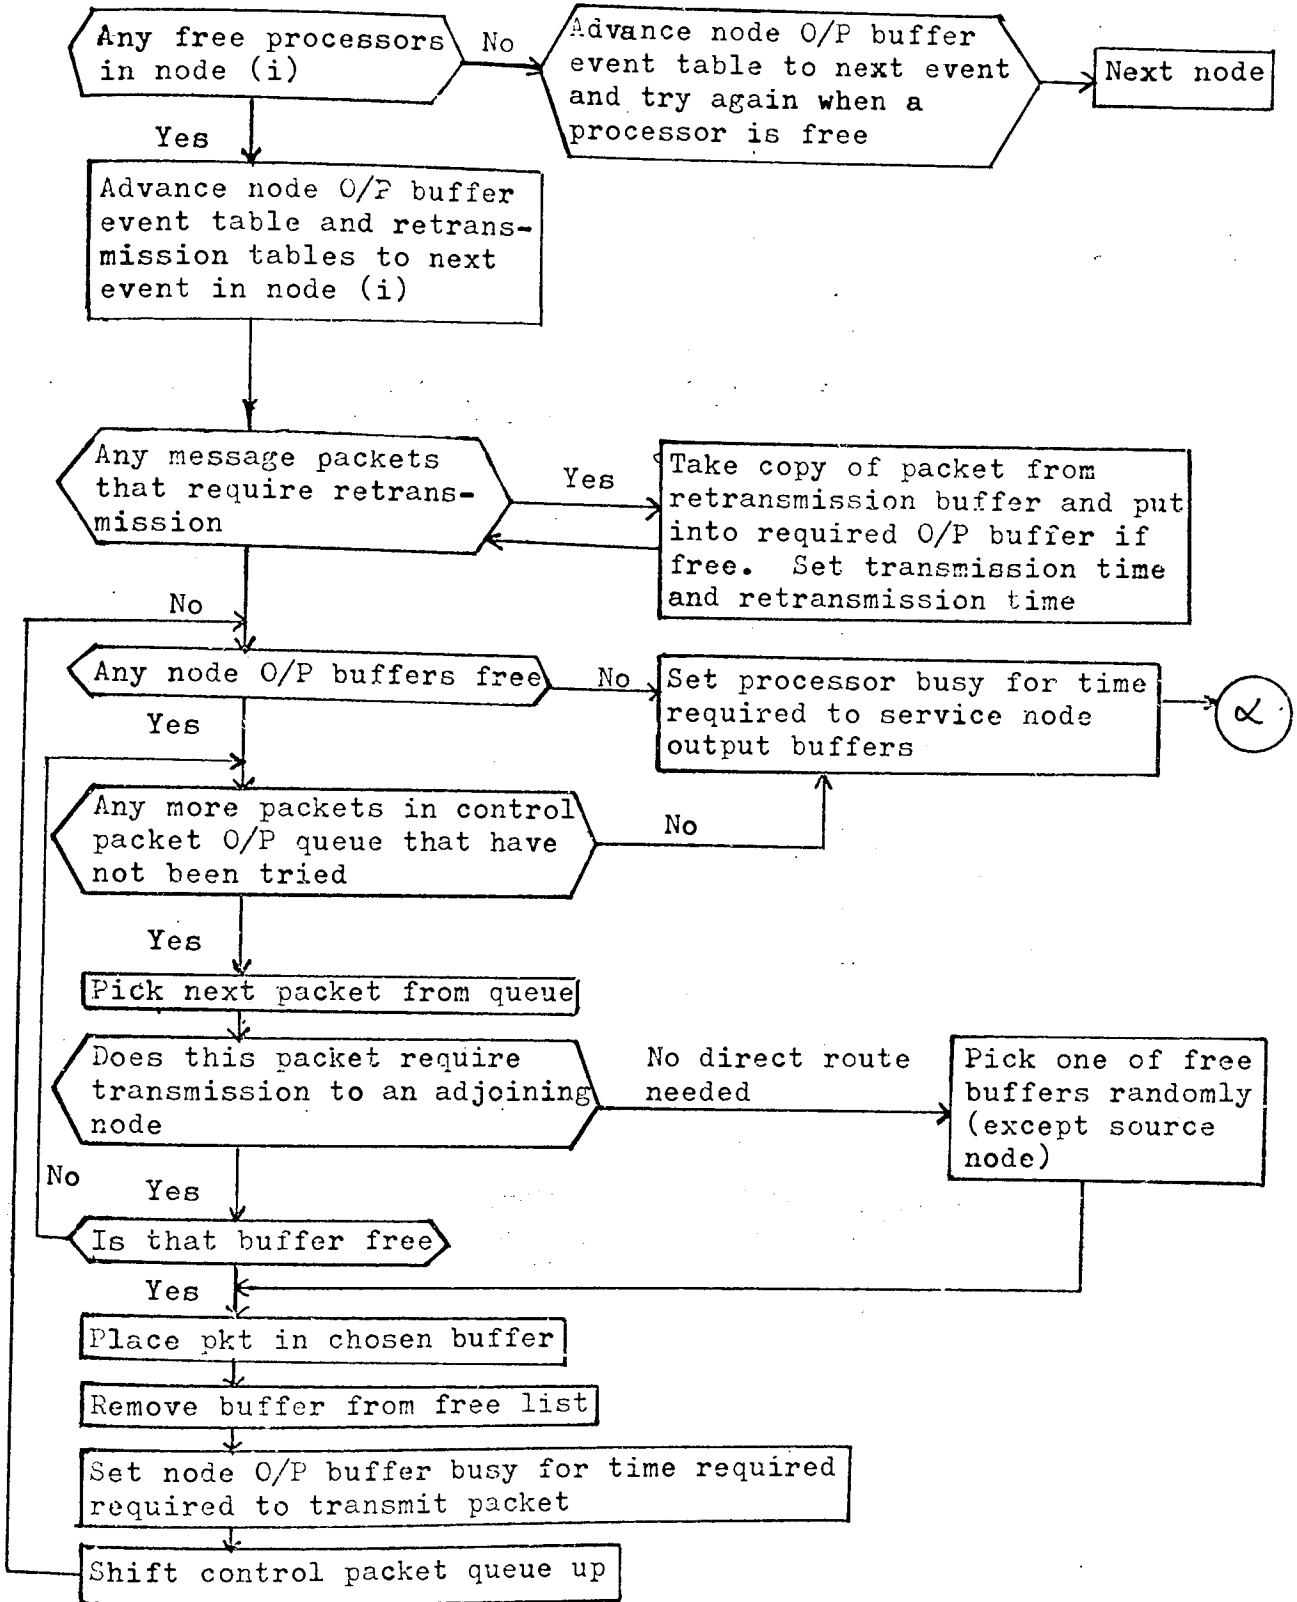 Any free processors
in node (i)
No
Advance node O/P buffer
event table to next event
and try again when a
processor is free
Next node
Yes
Advance node O/P buffer
event table and retrans-
mission tables to next
event in node (i)
Any message packets
that require retrans-
mission
Yes
Take copy of packet from
retransmission buffer and put
into required O/P buffer if
free. Set transmission time
and retransmission time
No
Any node O/P buffers free
No
Set processor busy for time
required to service node
output buffers
α
Yes
Any more packets in control
packet O/P queue that have
not been tried
No
Yes
Pick next packet from queue
Does this packet require
transmission to an adjoining
node
No direct route
needed
Pick one of free
buffers randomly
(except source
node)
No
Yes
Is that buffer free
Yes
Place pkt in chosen buffer
Remove buffer from free list
Set node O/P buffer busy for time required
required to transmit packet
Shift control packet queue up